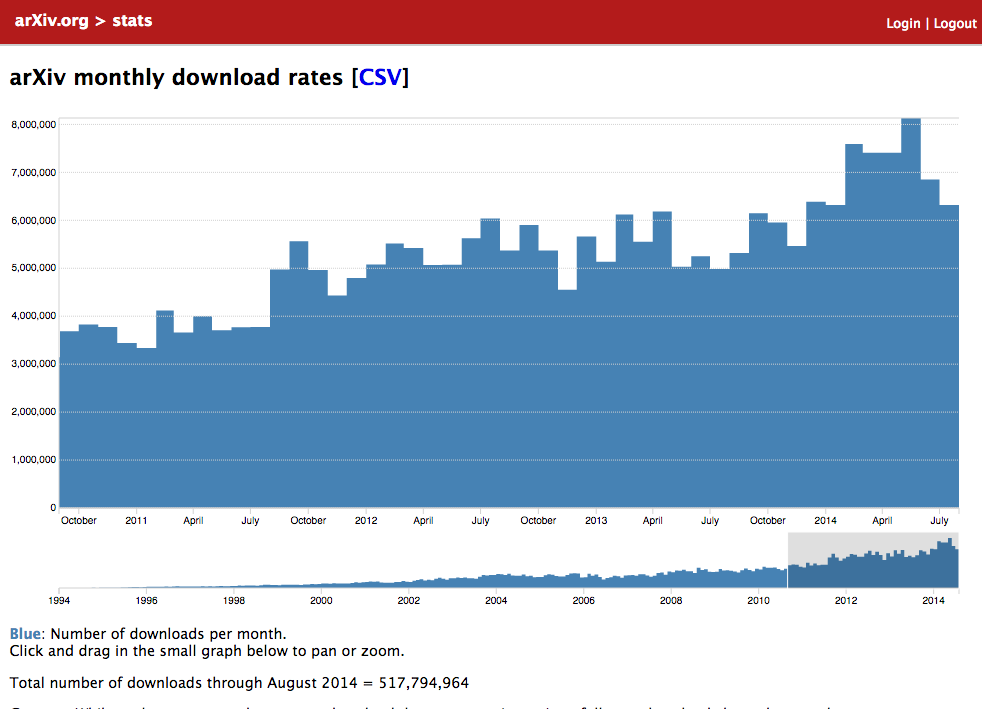 arXiv.org > stats
Login | Logout
arXiv monthly download rates [CSV]
8,000,000
7,000,000
6,000,000
5,000,000
4,000,000
3,000,000
2,000,000
1,000,000
0
October 2011 April July October 2012 April July October 2013 April July October 2014 April July
1994 1996 1998 2000 2002 2004 2006 2008 2010 2012 2014
Blue: Number of downloads per month.
Click and drag in the small graph below to pan or zoom.
Total number of downloads through August 2014 = 517,794,964